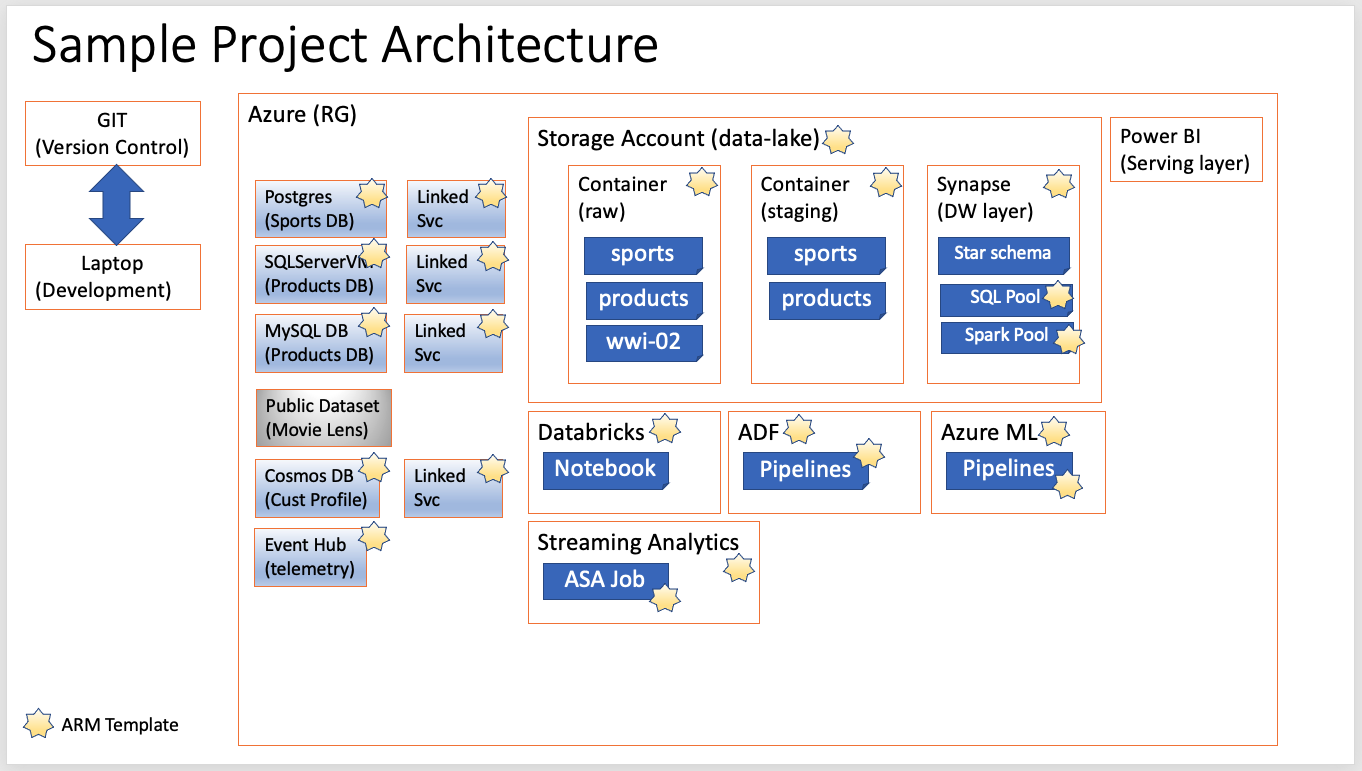 Sample Project Architecture
GIT
(Version Control)
Laptop
(Development)
Azure (RG)
Postgres
(Sports DB)
Linked
Svc
SQLServerVM
(Products DB)
Linked
Svc
MySQL DB
(Products DB)
Linked
Svc
Public Dataset
(Movie Lens)
Cosmos DB
(Cust Profile)
Linked
Svc
Event Hub
(telemetry)
Storage Account (data-lake)
Container
(raw)
sports
products
wwi-02
Container
(staging)
sports
products
Synapse
(DW layer)
Star schema
SQL Pool
Spark Pool
Power BI
(Serving layer)
Databricks
Notebook
ADF
Pipelines
Azure ML
Pipelines
Streaming Analytics
ASA Job
ARM Template